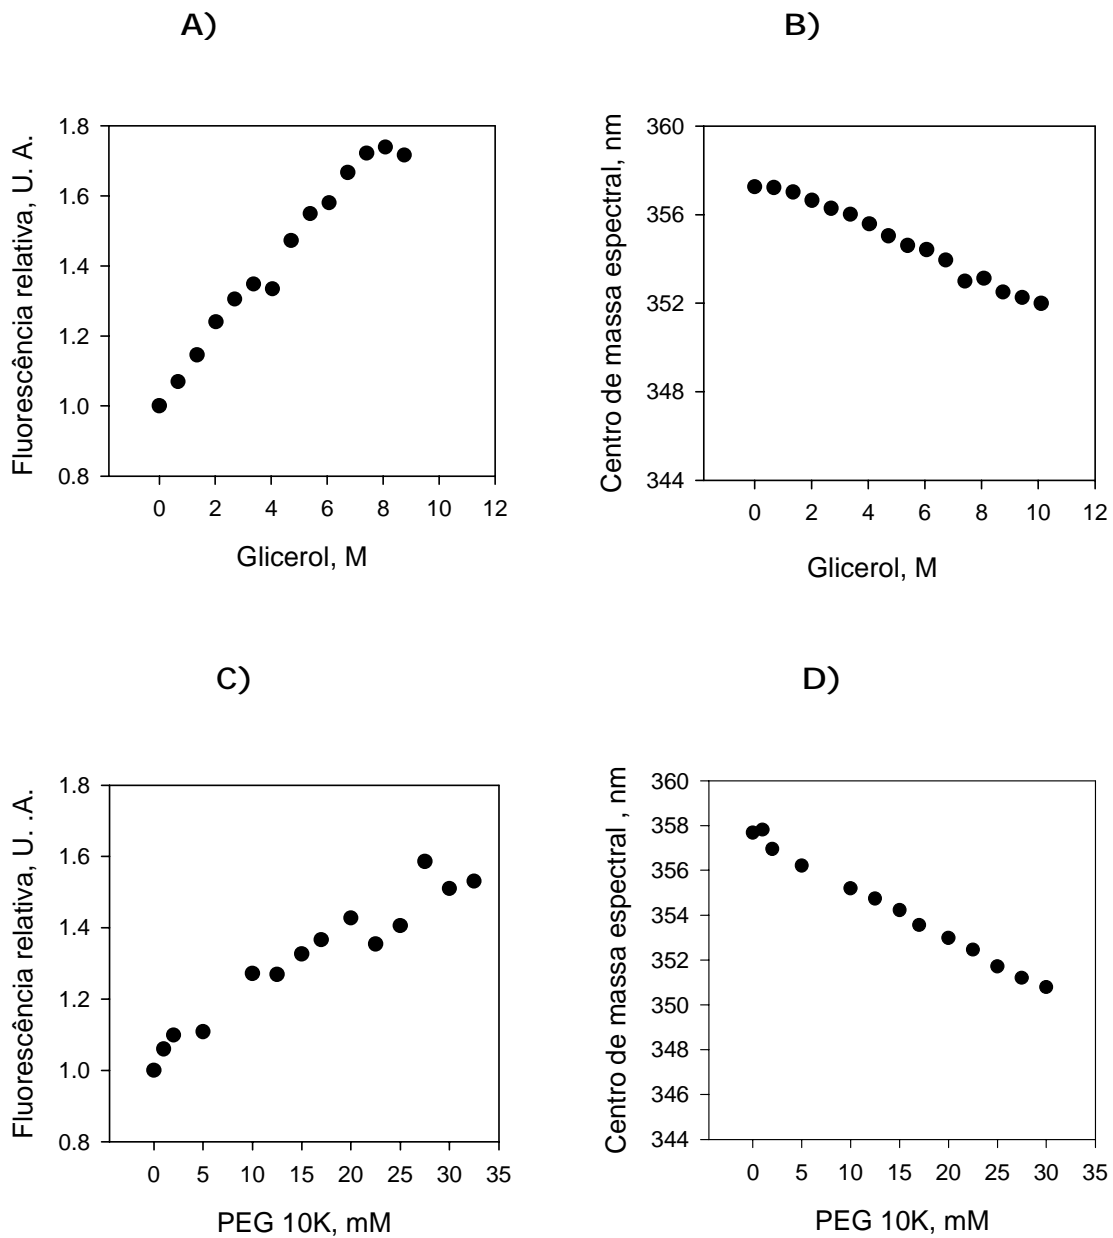 A)
B)
Fluorescência relativa, U. A.
1.8
1.6
1.4
1.2
1.0
0.8
0 2 4 6 8 10 12
Glicerol, M
Centro de massa espectral, nm
360
356
352
348
344
0 2 4 6 8 10 12
Glicerol, M
C)
D)
Fluorescência relativa, U. .A.
1.8
1.6
1.4
1.2
1.0
0.8
0 5 10 15 20 25 30 35
PEG 10K, mM
Centro de massa espectral , nm
360
358
356
354
352
350
348
346
344
0 5 10 15 20 25 30 35
PEG 10K, mM